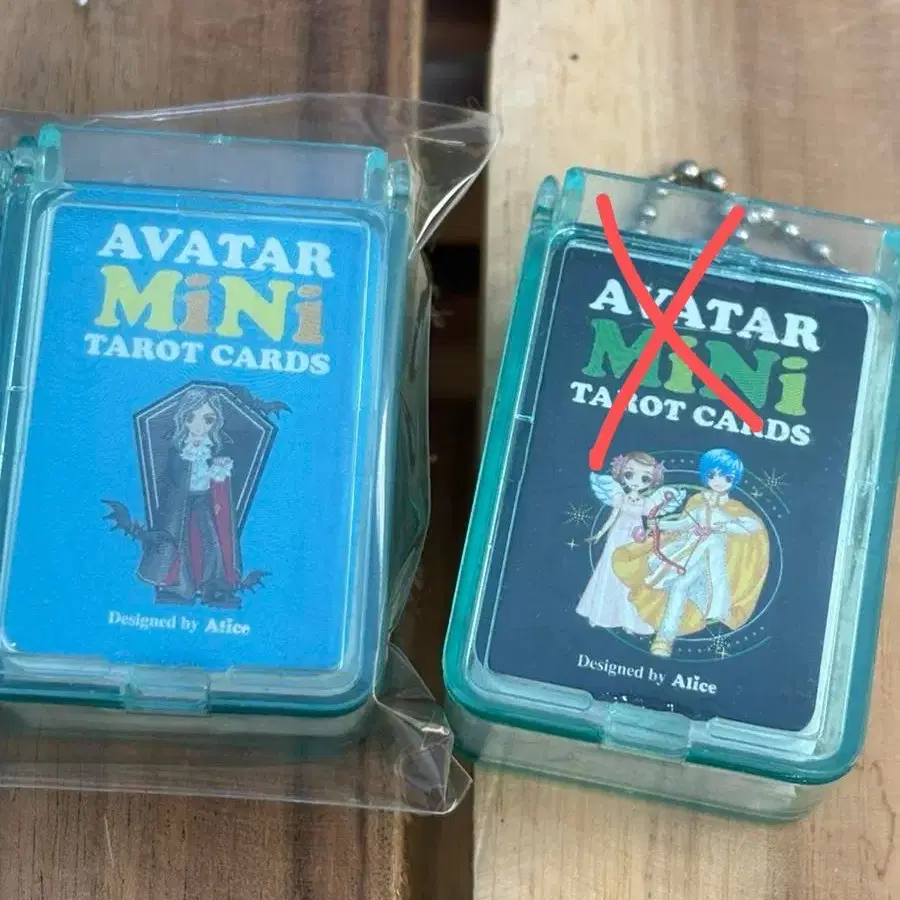 AVATAR
MiNi
TAROT CARDS
Designed by Alice
AVATAR
MiNi
TAROT CARDS
Designed by Alice